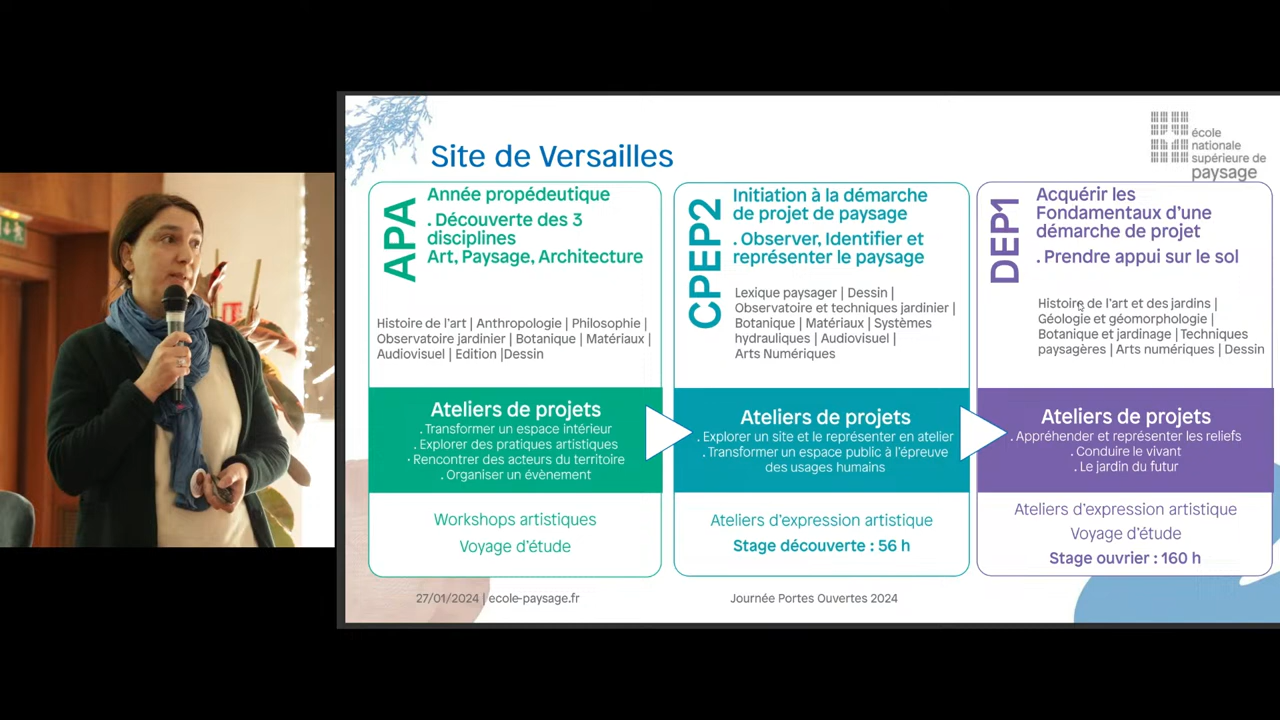 Site de Versailles
école
nationale
supérieure de
paysage
APA
Année propédeutique
. Découverte des 3
disciplines
Art, Paysage, Architecture
Histoire de l'art | Anthropologie | Philosophie |
Observatoire jardinier | Botanique | Matériaux |
Audiovisuel | Edition |Dessin
Ateliers de projets
. Transformer un espace intérieur
. Explorer des pratiques artistiques
· Rencontrer des acteurs du territoire
. Organiser un évènement
Workshops artistiques
Voyage d'étude
CPEP2
Initiation à la démarche
de projet de paysage
. Observer, Identifier et
représenter le paysage
Lexique paysager | Dessin |
Observatoire et techniques jardinier |
Botanique | Matériaux | Systèmes
hydrauliques | Audiovisuel |
Arts Numériques
Ateliers de projets
. Explorer un site et le représenter en atelier
. Transformer un espace public à l'épreuve
des usages humains
Ateliers d'expression artistique
Stage découverte : 56 h
DEP1
Acquérir les
Fondamentaux d'une
démarche de projet
. Prendre appui sur le sol
Histoire de l'art et des jardins |
Géologie et géomorphologie |
Botanique et jardinage | Techniques
paysagères | Arts numériques | Dessin
Ateliers de projets
. Appréhender et représenter les reliefs
. Conduire le vivant
. Le jardin du futur
Ateliers d'expression artistique
Voyage d'étude
Stage ouvrier : 160 h
27/01/2024 | ecole-paysage.fr
Journée Portes Ouvertes 2024